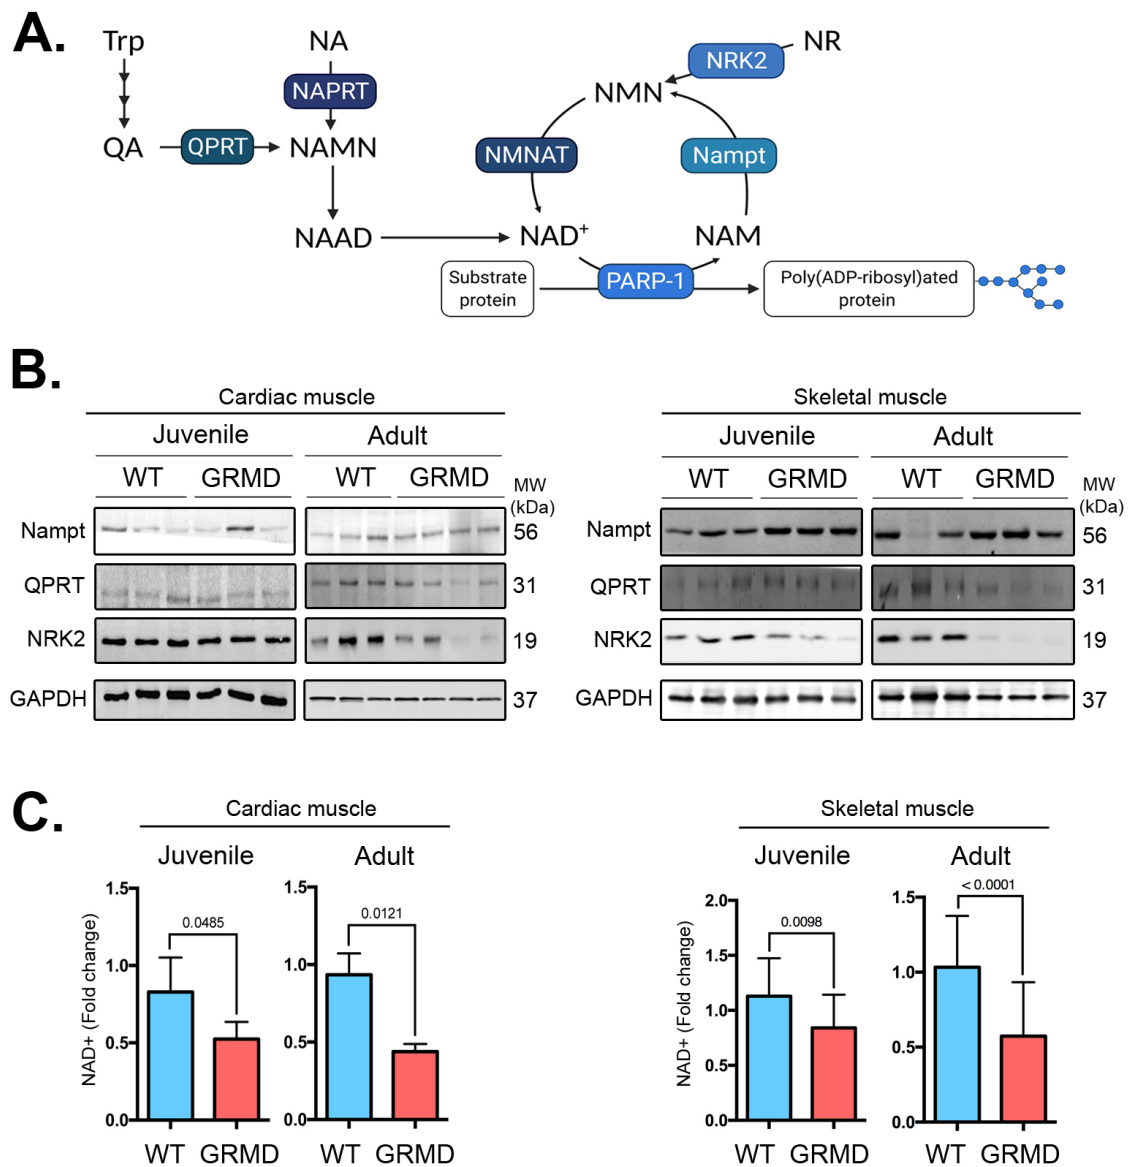 A.
Trp
NA
NR
NRK2
NAPRT
NMN
QA
QPRT
NAMN
NMNAT
Nampt
NAAD
NAD+
NAM
Substrate
protein
PARP-1
Poly(ADP-ribosyl)ated
protein
B.
Cardiac muscle
Juvenile
Adult
WT
GRMD
WT
GRMD
MW
(kDa)
Nampt
56
QPRT
31
NRK2
19
GAPDH
37
Skeletal muscle
Juvenile
Adult
WT
GRMD
WT
GRMD
MW
(kDa)
Nampt
56
QPRT
31
NRK2
19
GAPDH
37
C.
Cardiac muscle
Juvenile
Adult
NAD+ (Fold change)
1.5
1.0
0.5
0.0
0.0485
WT
GRMD
1.5
1.0
0.5
0.0
0.0121
WT
GRMD
Skeletal muscle
Juvenile
Adult
NAD+ (Fold change)
2.0
1.5
1.0
0.5
0.0
0.0098
WT
GRMD
1.5
1.0
0.5
0.0
< 0.0001
WT
GRMD